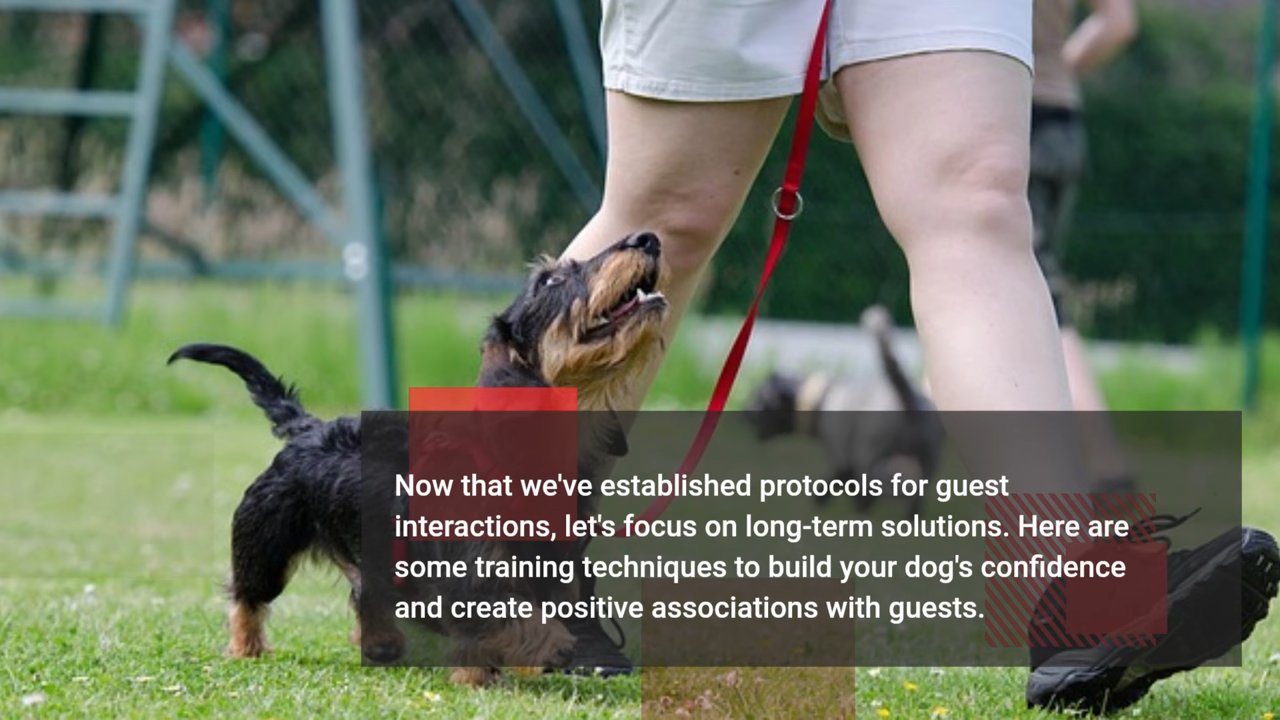 Now that we've established protocols for guest
interactions, let's focus on long-term solutions. Here are
some training techniques to build your dog's confidence
and create positive associations with guests.